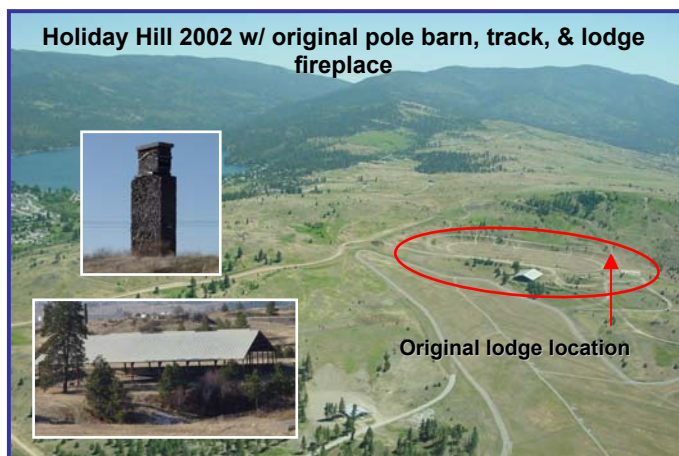 Holiday Hill 2002 w/ original pole barn, track, & lodge
fireplace
Original lodge location